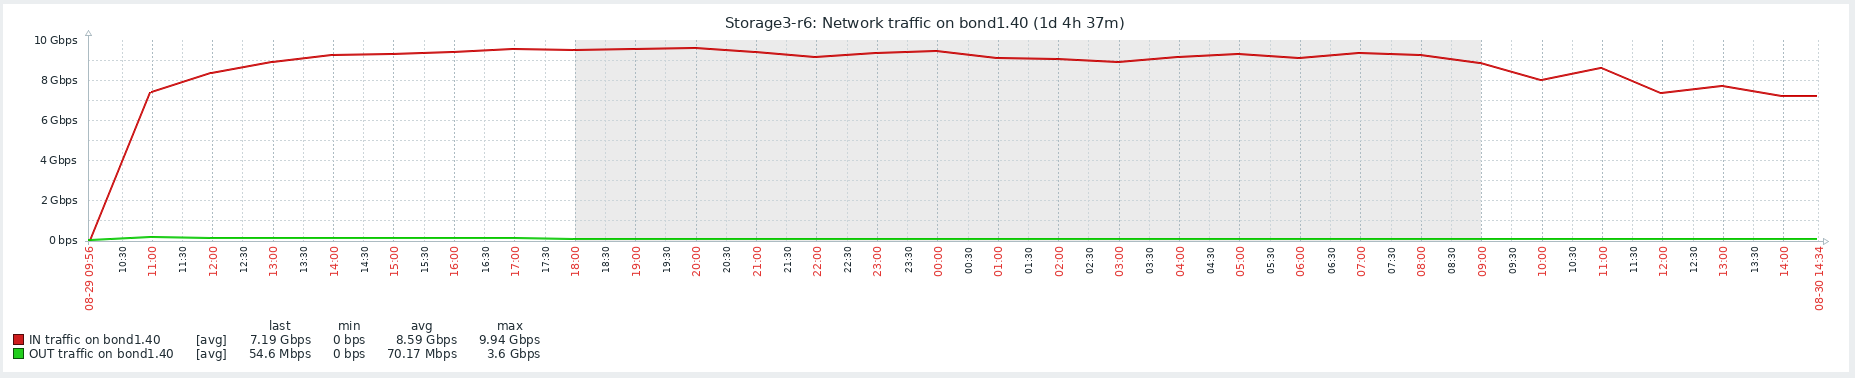 Storage3-r6: Network traffic on bond1.40 (1d 4h 37m)
10 Gbps
8 Gbps
6 Gbps
4 Gbps
2 Gbps
0 bps
08-29 09:56 10:30 11:00 11:30 12:00 12:30 13:00 13:30 14:00 14:30 15:00 15:30 16:00 16:30 17:00 17:30 18:00 18:30 19:00 19:30 20:00 20:30 21:00 21:30 22:00 22:30 23:00 23:30 00:00 00:30 01:00 01:30 02:00 02:30 03:00 03:30 04:00 04:30 05:00 05:30 06:00 06:30 07:00 07:30 08:00 08:30 09:00 09:30 10:00 10:30 11:00 11:30 12:00 12:30 13:00 13:30 14:00 08-30 14:34
last min avg max
IN traffic on bond1.40 [avg] 7.19 Gbps 0 bps 8.59 Gbps 9.94 Gbps
OUT traffic on bond1.40 [avg] 54.6 Mbps 0 bps 70.17 Mbps 3.6 Gbps